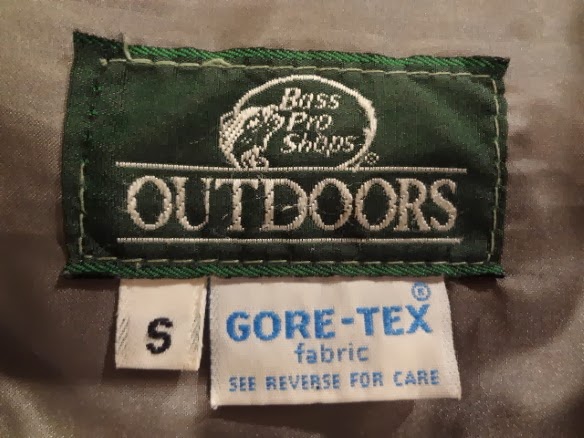 Bass
Pro
Shops
®
OUTDOORS
S
®
GORE-TEX
fabric
SEE REVERSE FOR CARE